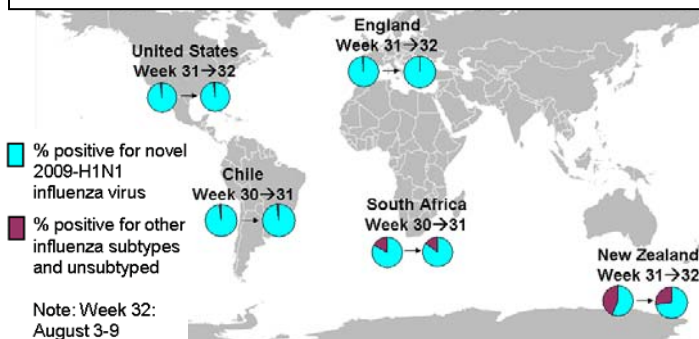 England
Week 31→32
United States
Week 31→32
% positive for novel
2009-H1N1
influenza virus
Chile
Week 30→31
% positive for other
influenza subtypes
and unsubtyped
South Africa
Week 30→31
New Zealand
Week 31→32
Note: Week 32:
August 3-9